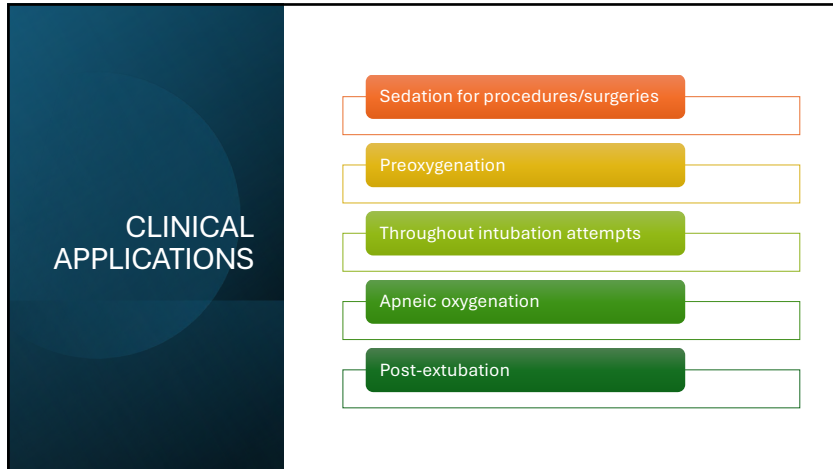 CLINICAL
APPLICATIONS
Sedation for procedures/surgeries
Preoxygenation
Throughout intubation attempts
Apneic oxygenation
Post-extubation